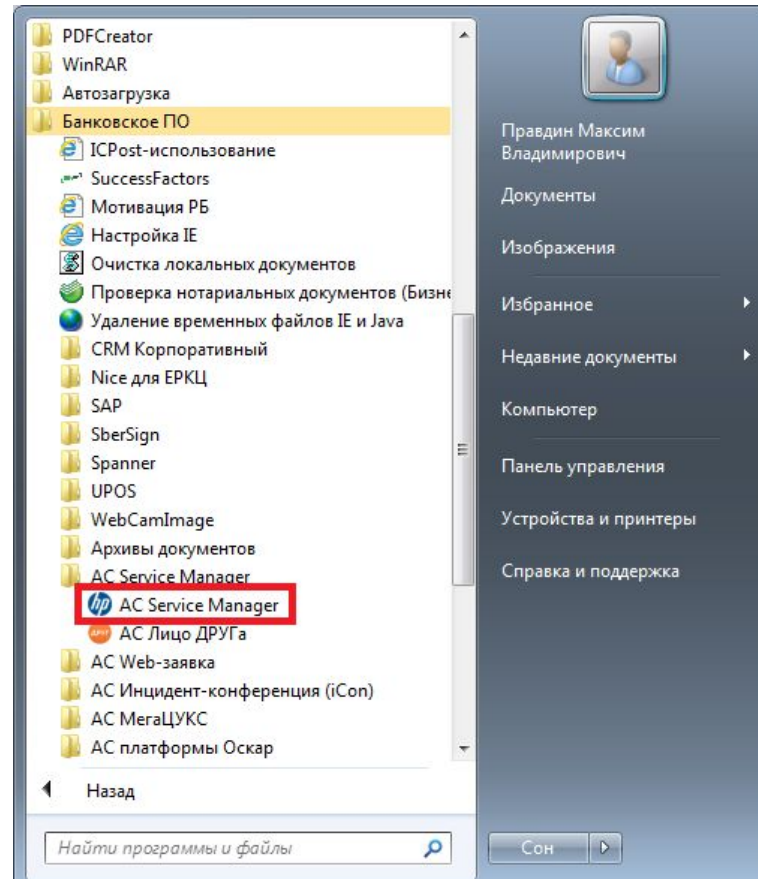 PDFCreator
WinRAR
Автозагрузка
Банковское ПО
ICPost-использование
SuccessFactors
Мотивация РБ
Настройка IE
Очистка локальных документов
Проверка нотариальных документов (Бизне
Удаление временных файлов IE и Java
CRM Корпоративный
Nice для ЕРКЦ
SAP
SberSign
Spanner
UPOS
WebCamImage
Архивы документов
АС Service Manager
АС Service Manager
АС Лицо ДРУГа
АС Web-заявка
АС Инцидент-конференция (iCon)
АС МегаЦУКС
АС платформы Оскар
Назад
Найти программы и файлы
Правдин Максим
Владимирович
Документы
Изображения
Избранное
Недавние документы
Компьютер
Панель управления
Устройства и принтеры
Справка и поддержка
Сон